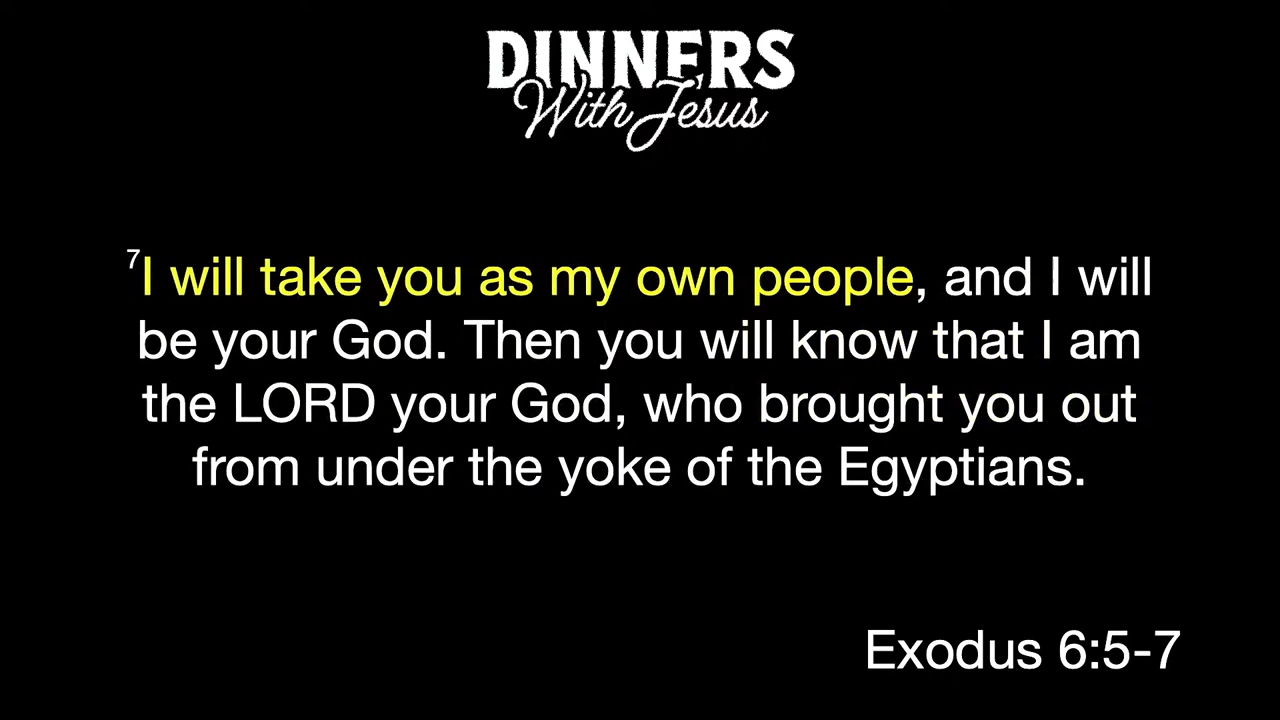 DINNERS
With Jesus
7I will take you as my own people, and I will
be your God. Then you will know that I am
the LORD your God, who brought you out
from under the yoke of the Egyptians.
Exodus 6:5-7